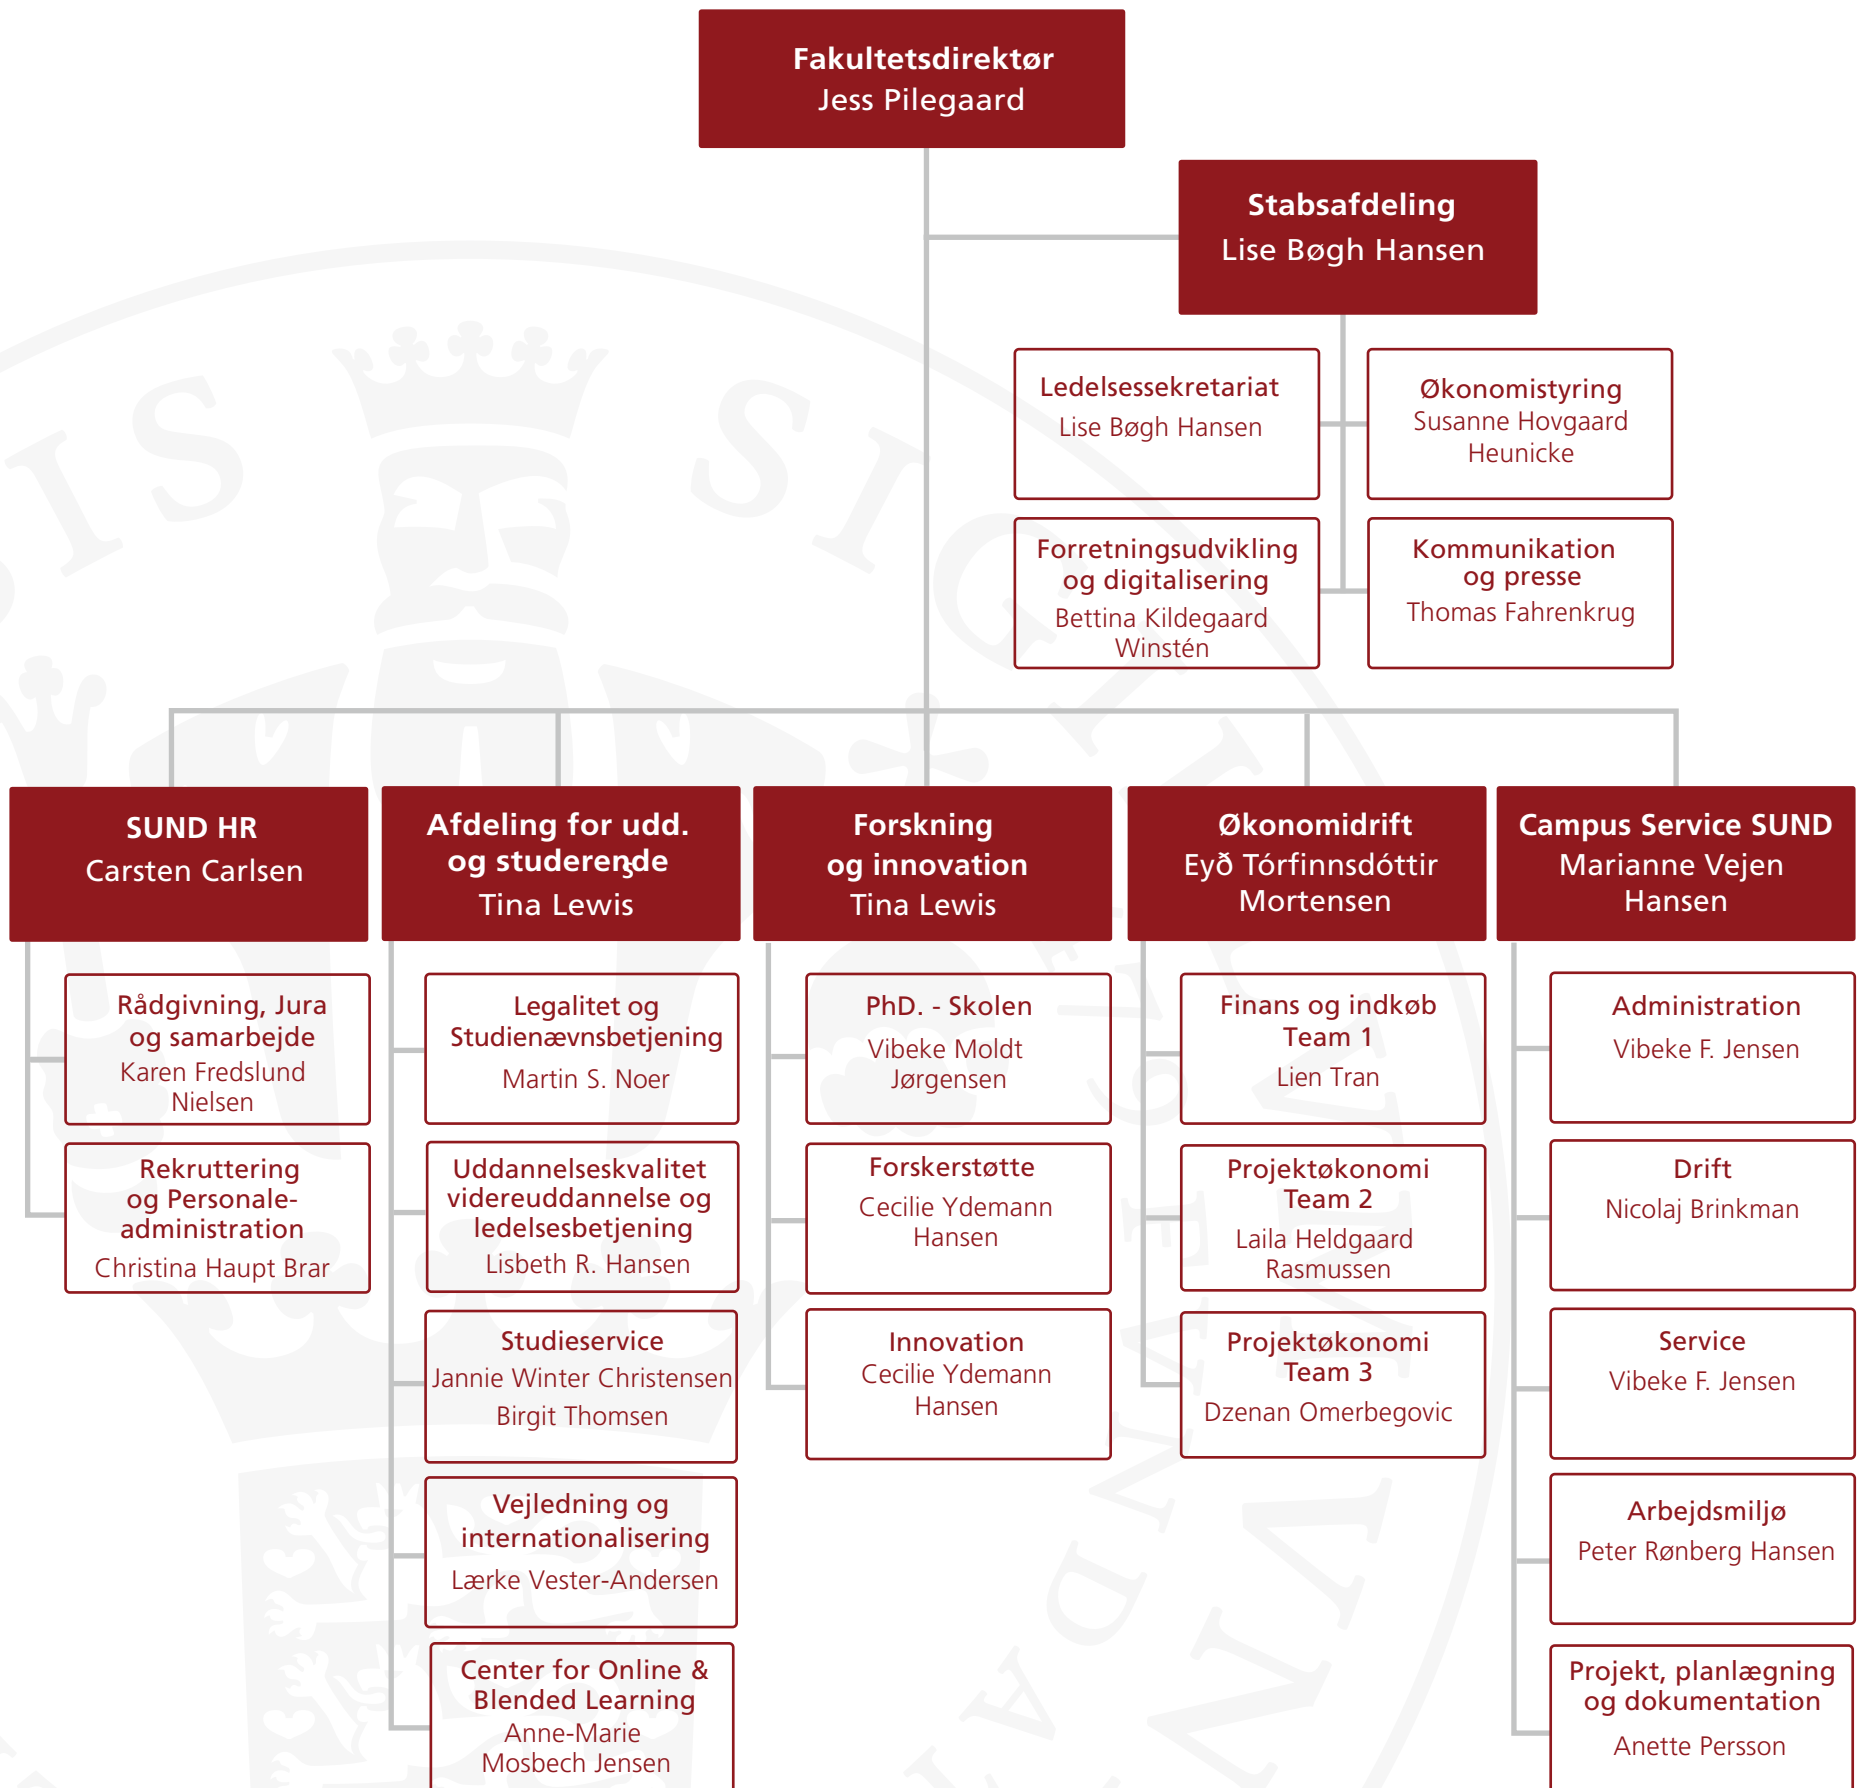 Fakultetsdirektør
Jess Pilegaard
Stabsafdeling
Lise Bøgh Hansen
Ledelsessekretariat
Lise Bøgh Hansen
Økonomistyring
Susanne Hovgaard
Heunicke
Forretningsudvikling
og digitalisering
Bettina Kildegaard
Winstén
Kommunikation
og presse
Thomas Fahrenkrug
SUND HR
Carsten Carlsen
Rådgivning, Jura
og samarbejde
Karen Fredslund
Nielsen
Rekruttering
og Personale-
administration
Christina Haupt Brar
Afdeling for udd.
og studerende
Tina Lewis
Legalitet og
Studienævnsbetjening
Martin S. Noer
Uddannelseskvalitet
videreuddannelse og
ledelsesbetjening
Lisbeth R. Hansen
Studieservice
Jannie Winter Christensen
Birgit Thomsen
Vejledning og
internationalisering
Lærke Vester-Andersen
Center for Online &
Blended Learning
Anne-Marie
Mosbech Jensen
Forskning
og innovation
Tina Lewis
PhD. - Skolen
Vibeke Moldt
Jørgensen
Forskerstøtte
Cecilie Ydemann
Hansen
Innovation
Cecilie Ydemann
Hansen
Økonomidrift
Eyð Tórfinnsdóttir
Mortensen
Finans og indkøb
Team 1
Lien Tran
Projektøkonomi
Team 2
Laila Heldgaard
Rasmussen
Projektøkonomi
Team 3
Dzenan Omerbegovic
Campus Service SUND
Marianne Vejen
Hansen
Administration
Vibeke F. Jensen
Drift
Nicolaj Brinkman
Service
Vibeke F. Jensen
Arbejdsmiljø
Peter Rønberg Hansen
Projekt, planlægning
og dokumentation
Anette Persson